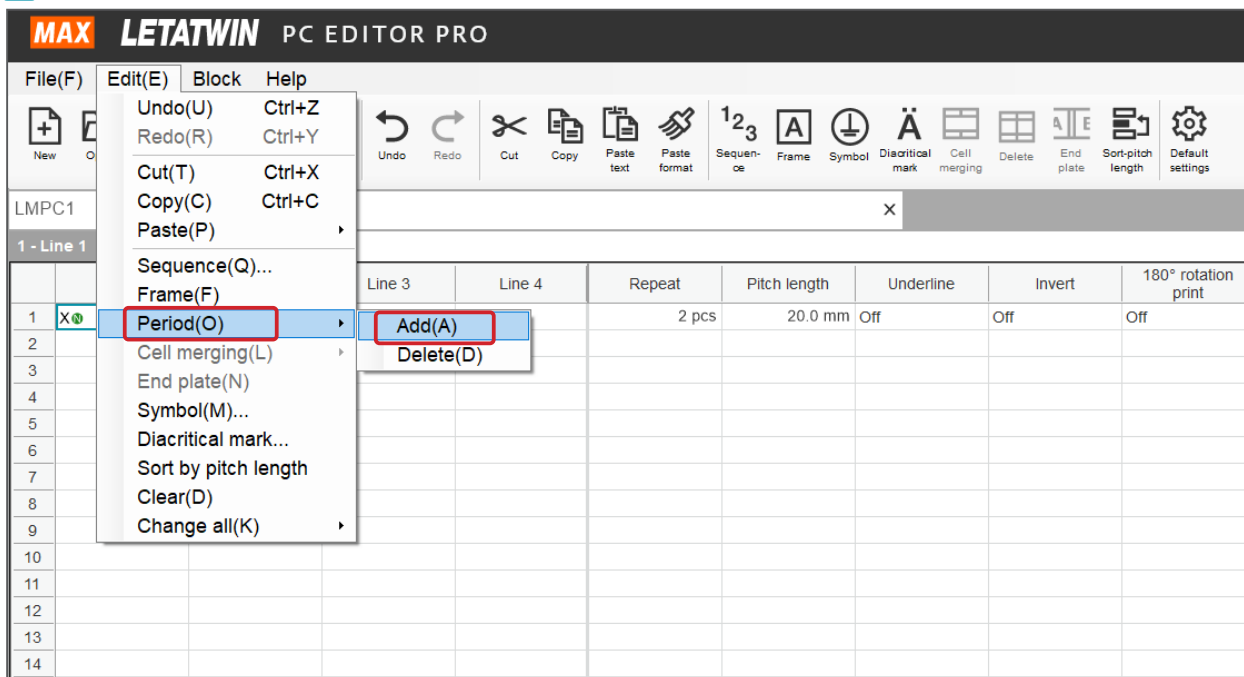 MAX LETATWIN PC EDITOR PRO
File(F) Edit(E) Block Help
Undo(U) Ctrl+Z
Redo(R) Ctrl+Y
Cut(T) Ctrl+X
Copy(C) Ctrl+C
Paste(P)
Sequence(Q)...
Frame(F)
Period(O)
Cell merging(L)
End plate(N)
Symbol(M)...
Diacritical mark...
Sort by pitch length
Clear(D)
Change all(K)
Add(A)
Delete(D)
New
Undo
Redo
Cut
Copy
Paste
text
Paste
format
123
Sequen-
ce
A
Frame
Symbol
Ä
Diacritical
mark
Cell
merging
Delete
A E
End
plate
Sort-pitch
length
Default
settings
LMPC1
1 - Line 1
Line 3 Line 4 Repeat Pitch length Underline Invert 180° rotation
print
1 XN 2 pcs 20.0 mm Off Off Off
2
3
4
5
6
7
8
9
10
11
12
13
14